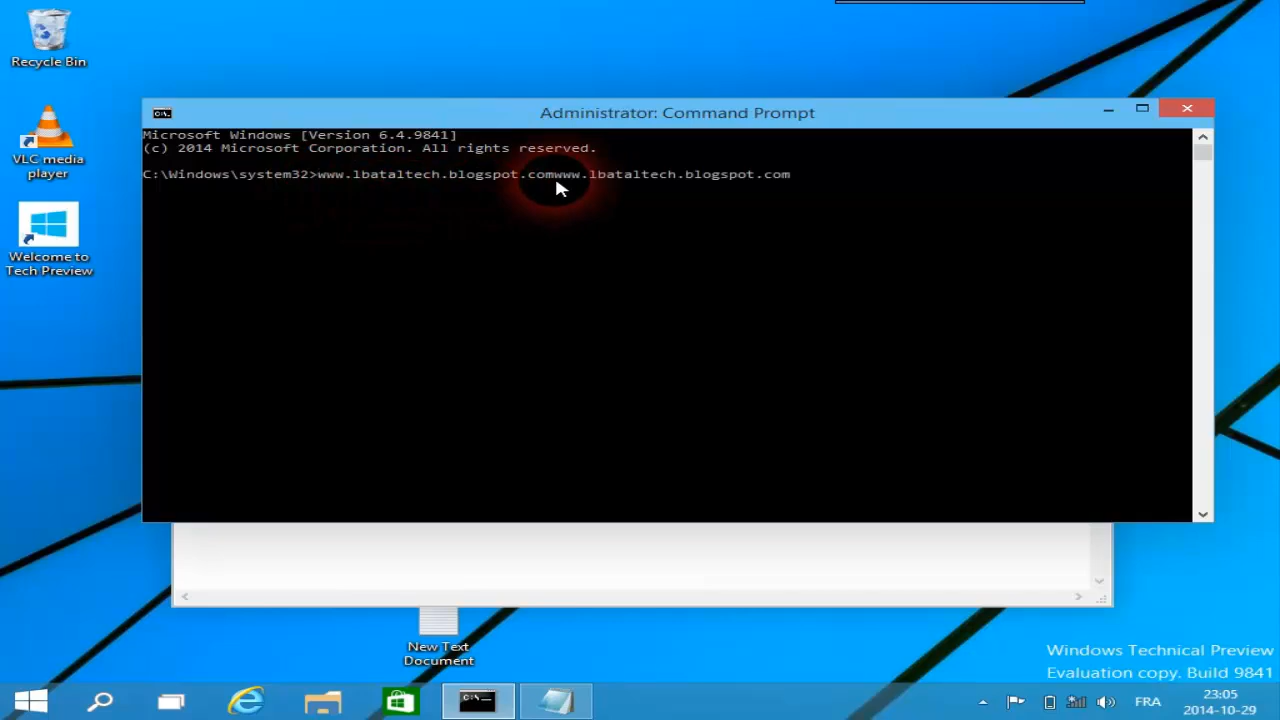 Recycle Bin
VLC media
player
Welcome to
Tech Preview
Administrator: Command Prompt
Microsoft Windows [Version 6.4.9841]
(c) 2014 Microsoft Corporation. All rights reserved.
C:\Windows\system32>www.lbataltech.blogspot.comwww.lbataltech.blogspot.com
New Text
Document
Windows Technical Preview
Evaluation copy. Build 9841
FRA
23:05
2014-10-29